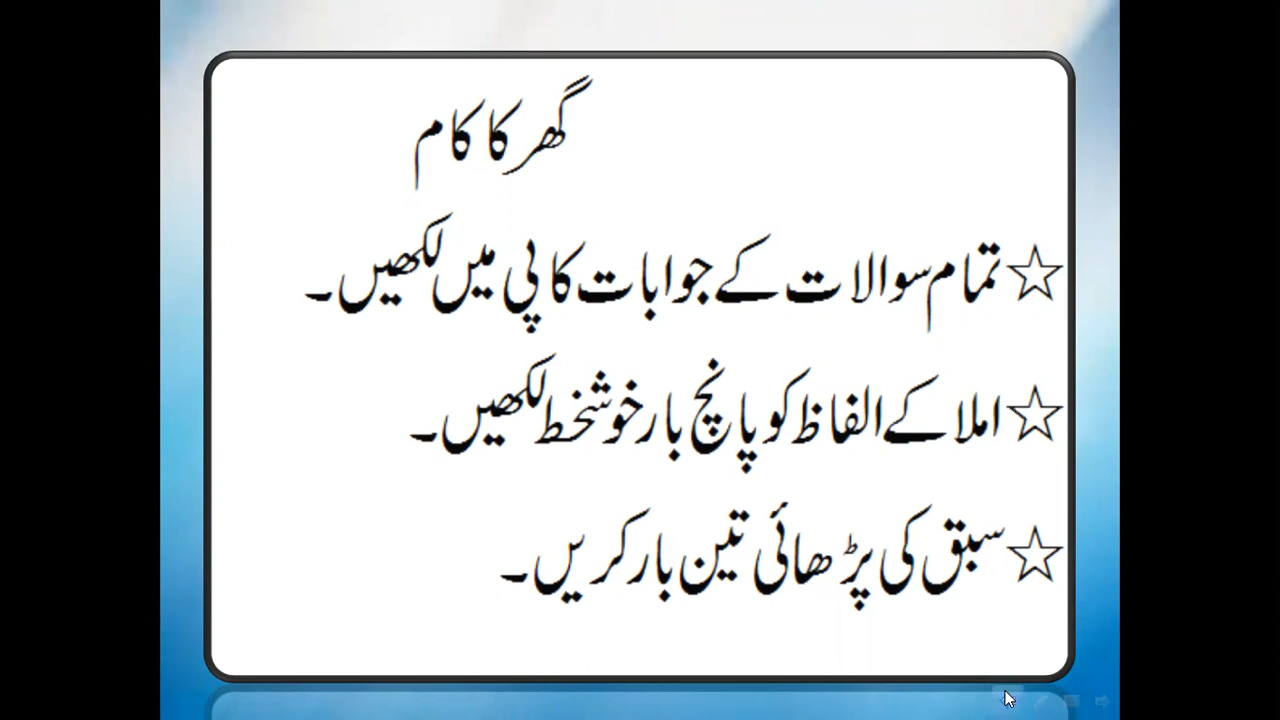 گھر کا کام
☆ تمام سوالات کے جوابات کاپی میں لکھیں۔
☆ املا کے الفاظ کو پانچ بار خوشخط لکھیں۔
☆ سبق کی پڑھائی تین بار کریں۔